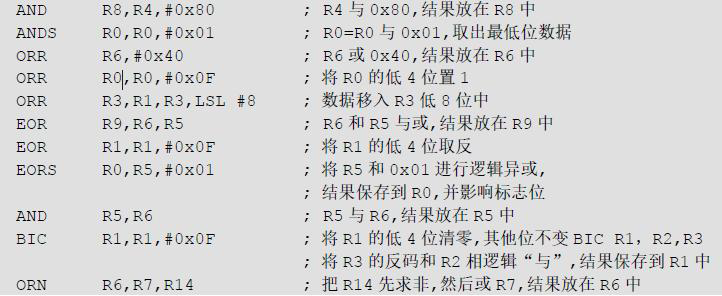 AND R8,R4,#0x80 ; R4 与 0x80,结果放在 R8 中
ANDS R0,R0,#0x01 ; R0=R0 与 0x01,取出最低位数据
ORR R6,#0x40 ; R6 或 0x40,结果放在 R6 中
ORR R0,R0,#0x0F ; 将 R0 的低 4 位置 1
ORR R3,R1,R3,LSL #8 ; 数据移入 R3 低 8 位中
EOR R9,R6,R5 ; R6 和 R5 与或,结果放在 R9 中
EOR R1,R1,#0x0F ; 将 R1 的低 4 位取反
EORS R0,R5,#0x01 ; 将 R5 和 0x01 进行逻辑异或,
; 结果保存到 R0,并影响标志位
AND R5,R6 ; R5 与 R6,结果放在 R5 中
BIC R1,R1,#0x0F ; 将 R1 的低 4 位清零,其他位不变 BIC R1, R2,R3
; 将 R3 的反码和 R2 相逻辑“与”,结果保存到 R1 中
ORN R6,R7,R14 ; 把 R14 先求非,然后或 R7,结果放在 R6 中